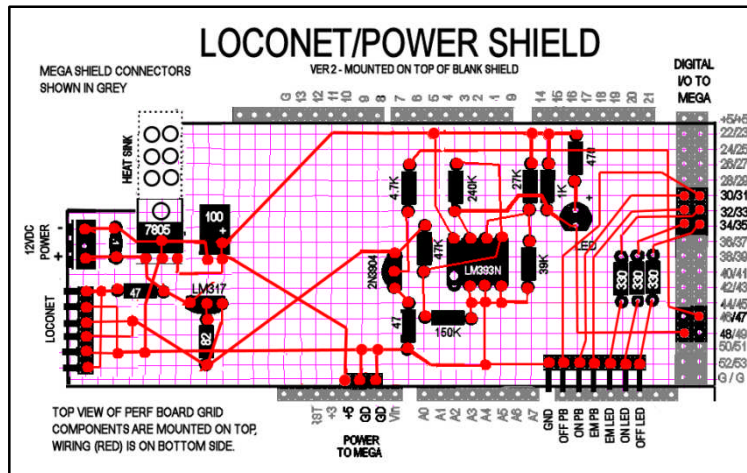 LOCONET/POWER SHIELD
VER 2 - MOUNTED ON TOP OF BLANK SHIELD
MEGA SHIELD CONNECTORS
SHOWN IN GREY
DIGITAL
I/O TO
MEGA
G 13 12 11 10 9 8 7 6 5 4 3 2 1 9 14 15 16 17 18 19 20 21
+5/+5
22/23
24/25
26/27
28/29
30/31
32/33
34/35
36/37
38/39
40/41
42/43
44/45
46/47
48/49
50/51
52/53
G / G
HEAT SINK
7805
100
+
12VDC
POWER
-
+
LOCONET
47
LM317
82
4.7K
240K
27K
1K
470
+
LED
2N3904
47K
LM393N
39K
47
150K
330
330
330
RST +3 +5 GD GD Vin A0 A1 A2 A3 A4 A5 A6 A7
GND
OFF PB
ON PB
EM PB
EM LED
ON LED
OFF LED
POWER
TO MEGA
TOP VIEW OF PERF BOARD GRID
COMPONENTS ARE MOUNTED ON TOP,
WIRING (RED) IS ON BOTTOM SIDE.